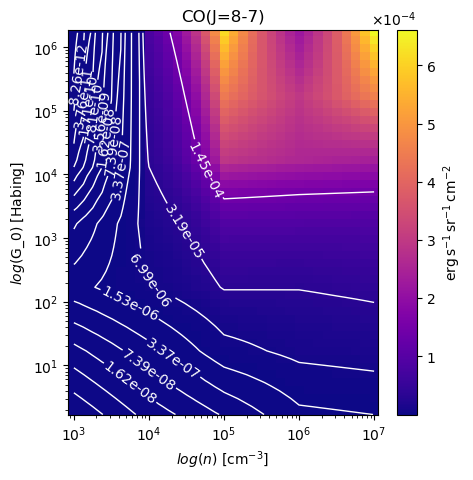 CO(J=8-7)
×10⁻⁴
10⁶
10⁵
10⁴
10³
10²
10¹
log(G_0) [Habing]
8.26e-12
1.62e-09
7.39e-08
3.37e-07
1.45e-04
3.19e-05
6.99e-06
1.53e-06
3.37e-07
7.39e-08
1.62e-08
10³
10⁴
10⁵
10⁶
10⁷
log(n) [cm⁻³]
6
5
4
3
2
1
erg s⁻¹ sr⁻¹ cm⁻²